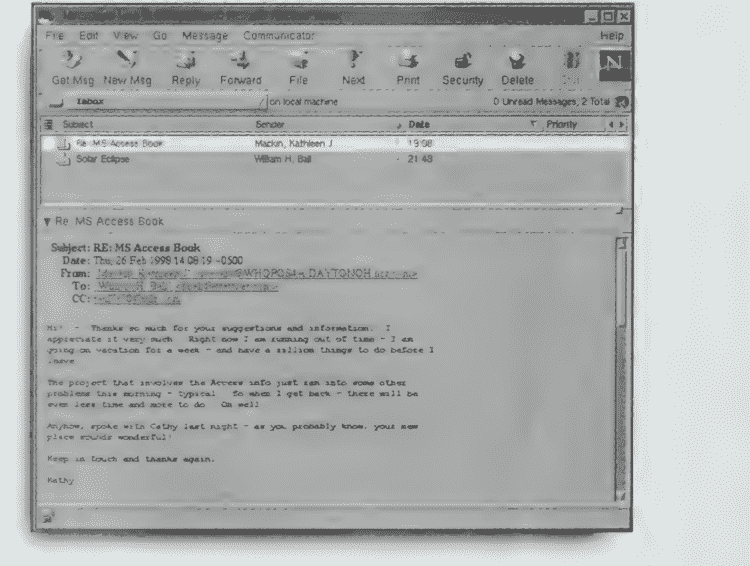 File Edit View Go Message Communicator Help
Get Msg New Msg Reply Forward File Next Print Security Delete
N
Inbox on local machine 0 Unread Messages, 2 Total
Subject Sender Date Priority
Re: MS Access Book Mackin, Kathleen J 19:08
Solar Eclipse William H. Ball 21:48
Re: MS Access Book
Subject: RE: MS Access Book
Date: Thu, 26 Feb 1998 14:08:19 -0500
From:
To:
CC:
Hi! - Thanks so much for your suggestions and information. I
appreciate it very much. Right now I am running out of time - I am
going on vacation for a week - and have a million things to do before I
leave.
The project that involves the Access info just ran into some other
problems this morning - typical. So when I get back - there will be
even less time and more to do. Oh well
Anyhow, spoke with Cathy last night - as you probably know, your new
place sounds wonderful!
Keep in touch and thanks again.
Kathy